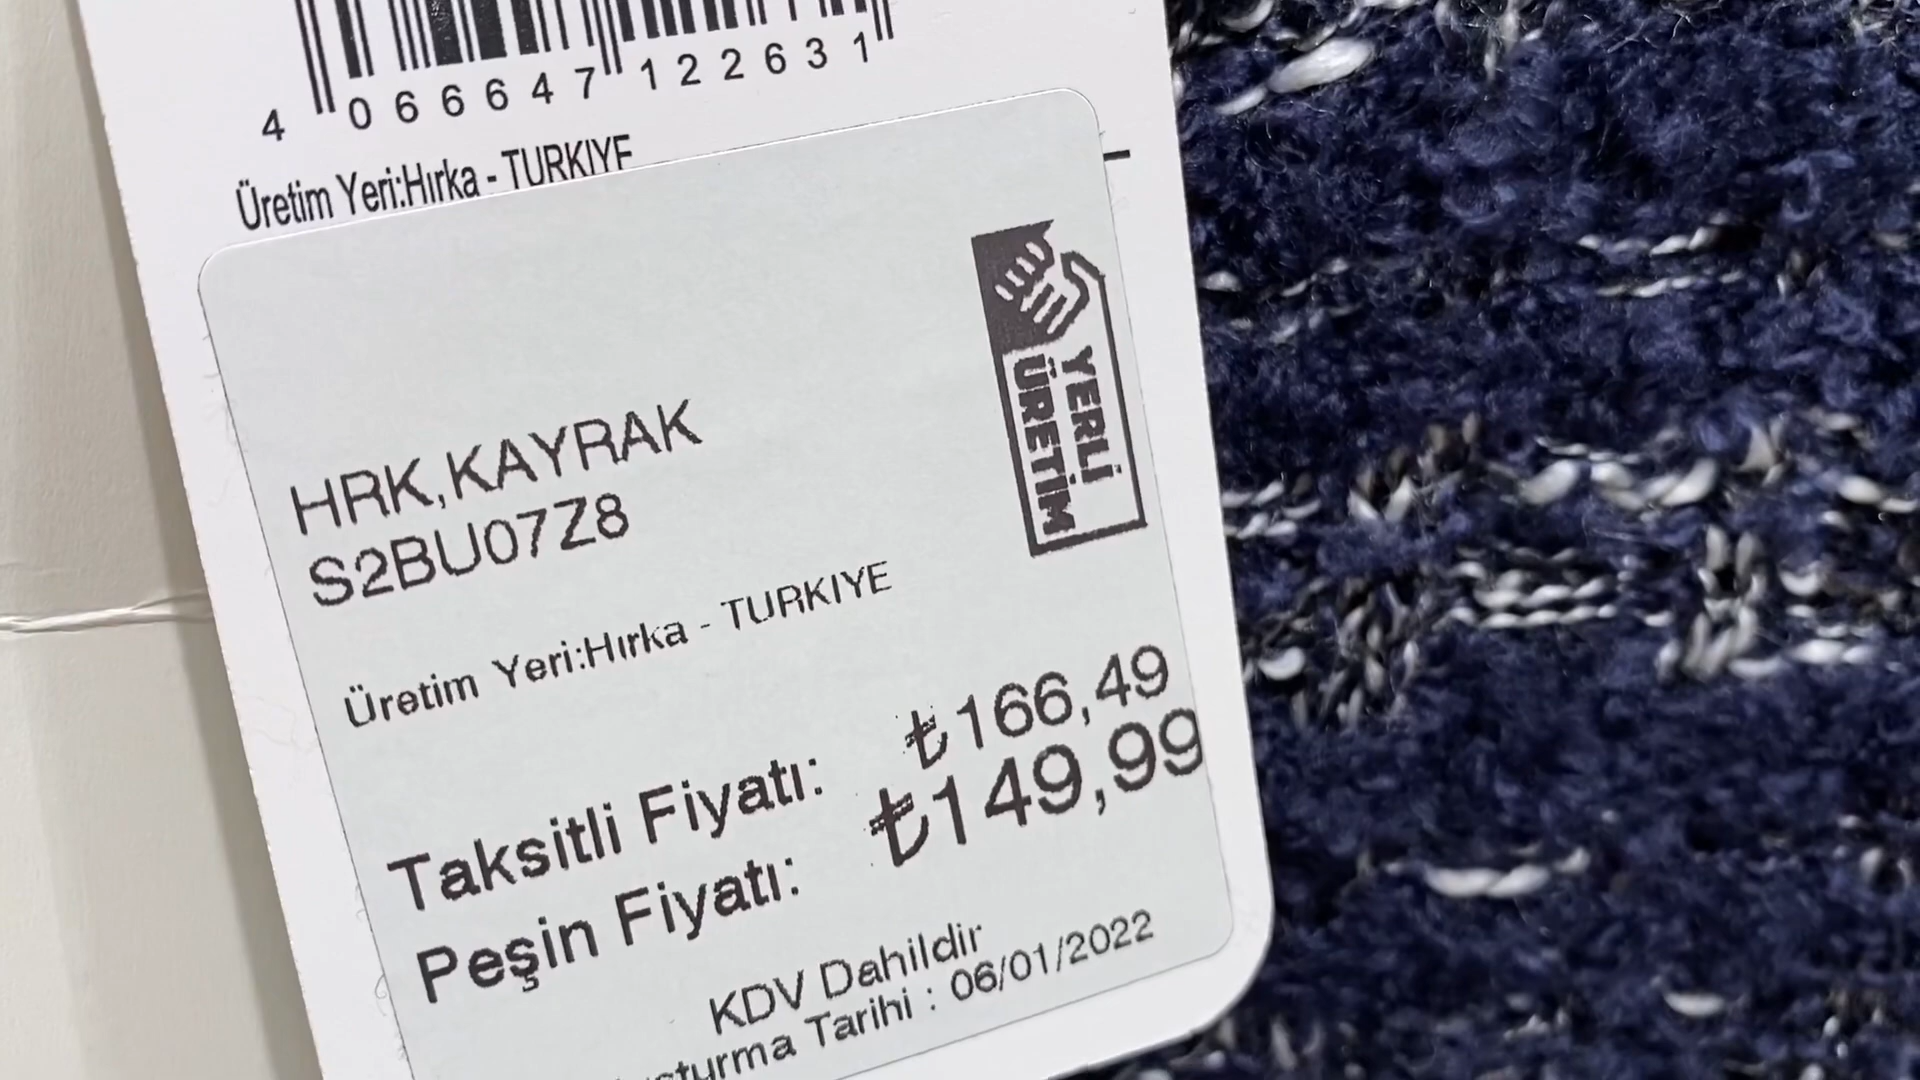 4 066647 122631
Üretim Yeri:Hırka - TURKIYE
YERLİ
ÜRETİM
HRK,KAYRAK
S2BU07Z8
Üretim Yeri:Hırka - TURKIYE
Taksitli Fiyatı: ₺166,49
Peşin Fiyatı: ₺149,99
KDV Dahildir
Tarihi : 06/01/2022